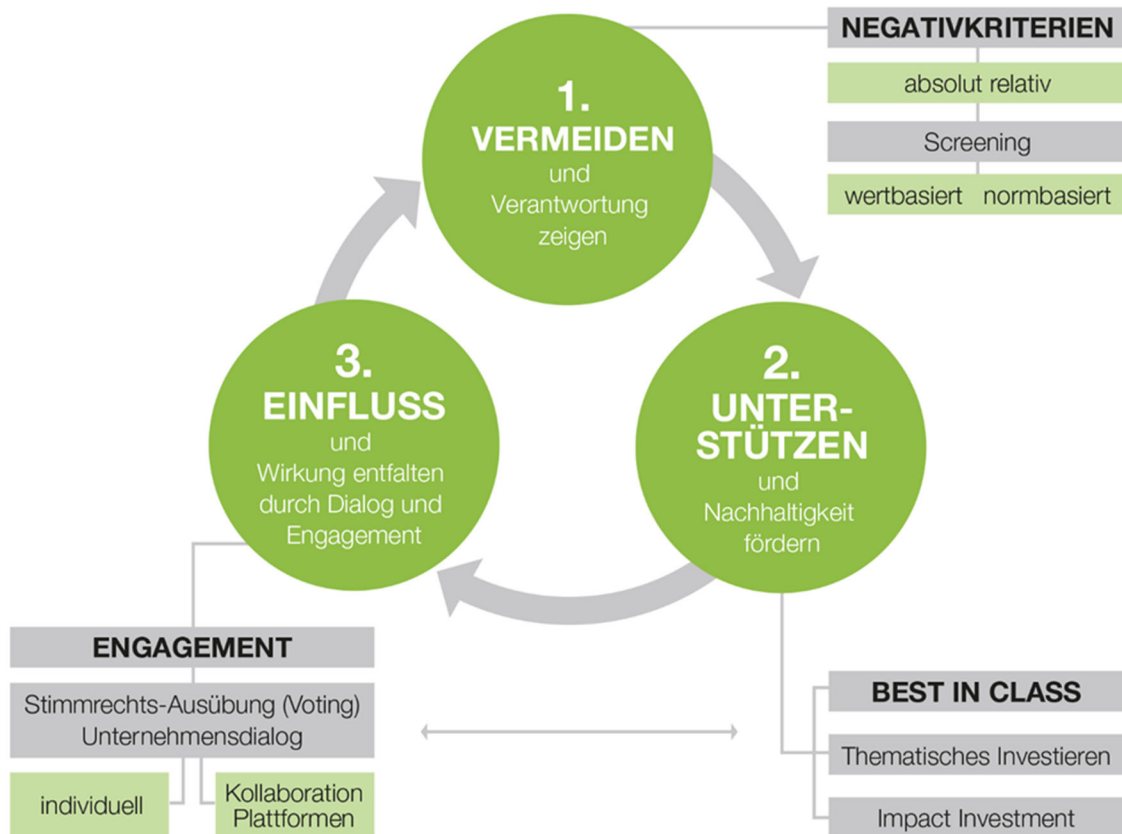 1.
VERMEIDEN
und
Verantwortung
zeigen
NEGATIVKRITERIEN
absolut relativ
Screening
wertbasiert normbasiert
2.
UNTER-
STÜTZEN
und
Nachhaltigkeit
fördern
BEST IN CLASS
Thematisches Investieren
Impact Investment
3.
EINFLUSS
und
Wirkung entfalten
durch Dialog und
Engagement
ENGAGEMENT
Stimmrechts-Ausübung (Voting)
Unternehmensdialog
individuell
Kollaboration
Plattformen